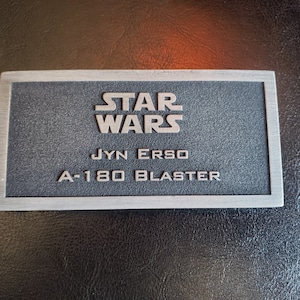 STAR
WARS
Jyn Erso
A-180 Blaster